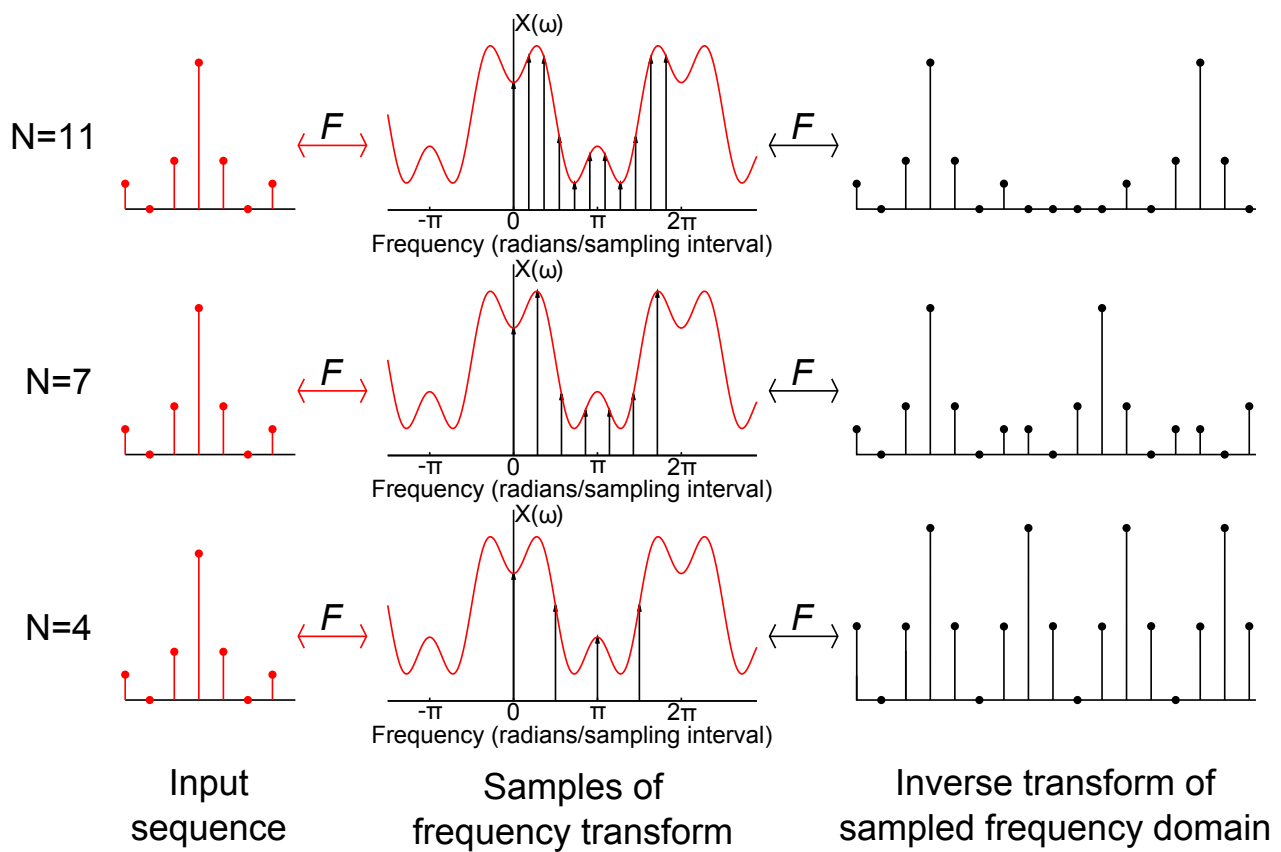 X(ω)
N=11
F
F
-π 0 π 2π
Frequency (radians/sampling interval)
X(ω)
N=7
F
F
-π 0 π 2π
Frequency (radians/sampling interval)
X(ω)
N=4
F
F
-π 0 π 2π
Frequency (radians/sampling interval)
Input
sequence
Samples of
frequency transform
Inverse transform of
sampled frequency domain